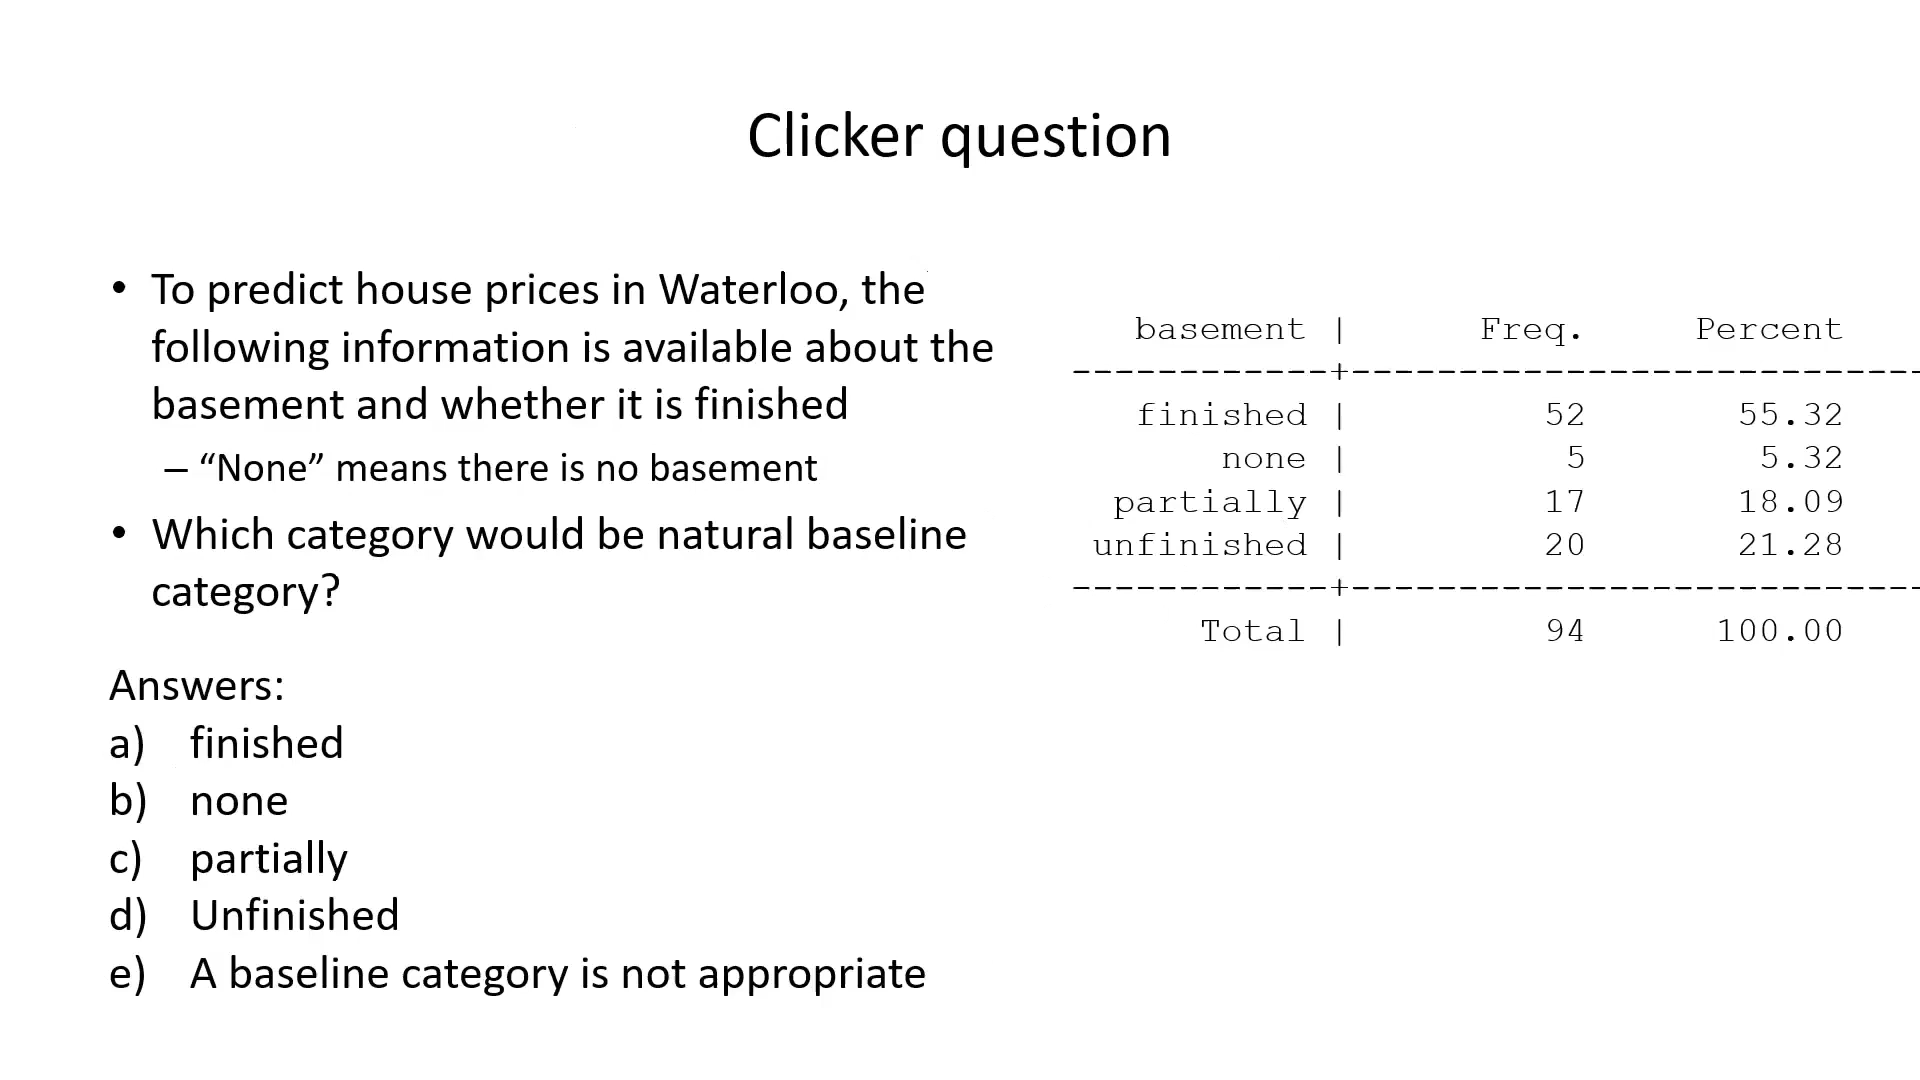 Clicker question
• To predict house prices in Waterloo, the
following information is available about the
basement and whether it is finished
– “None” means there is no basement
• Which category would be natural baseline
category?
Answers:
a) finished
b) none
c) partially
d) Unfinished
e) A baseline category is not appropriate
basement | Freq. Percent
------------+---------------------------
finished | 52 55.32
none | 5 5.32
partially | 17 18.09
unfinished | 20 21.28
------------+---------------------------
Total | 94 100.00